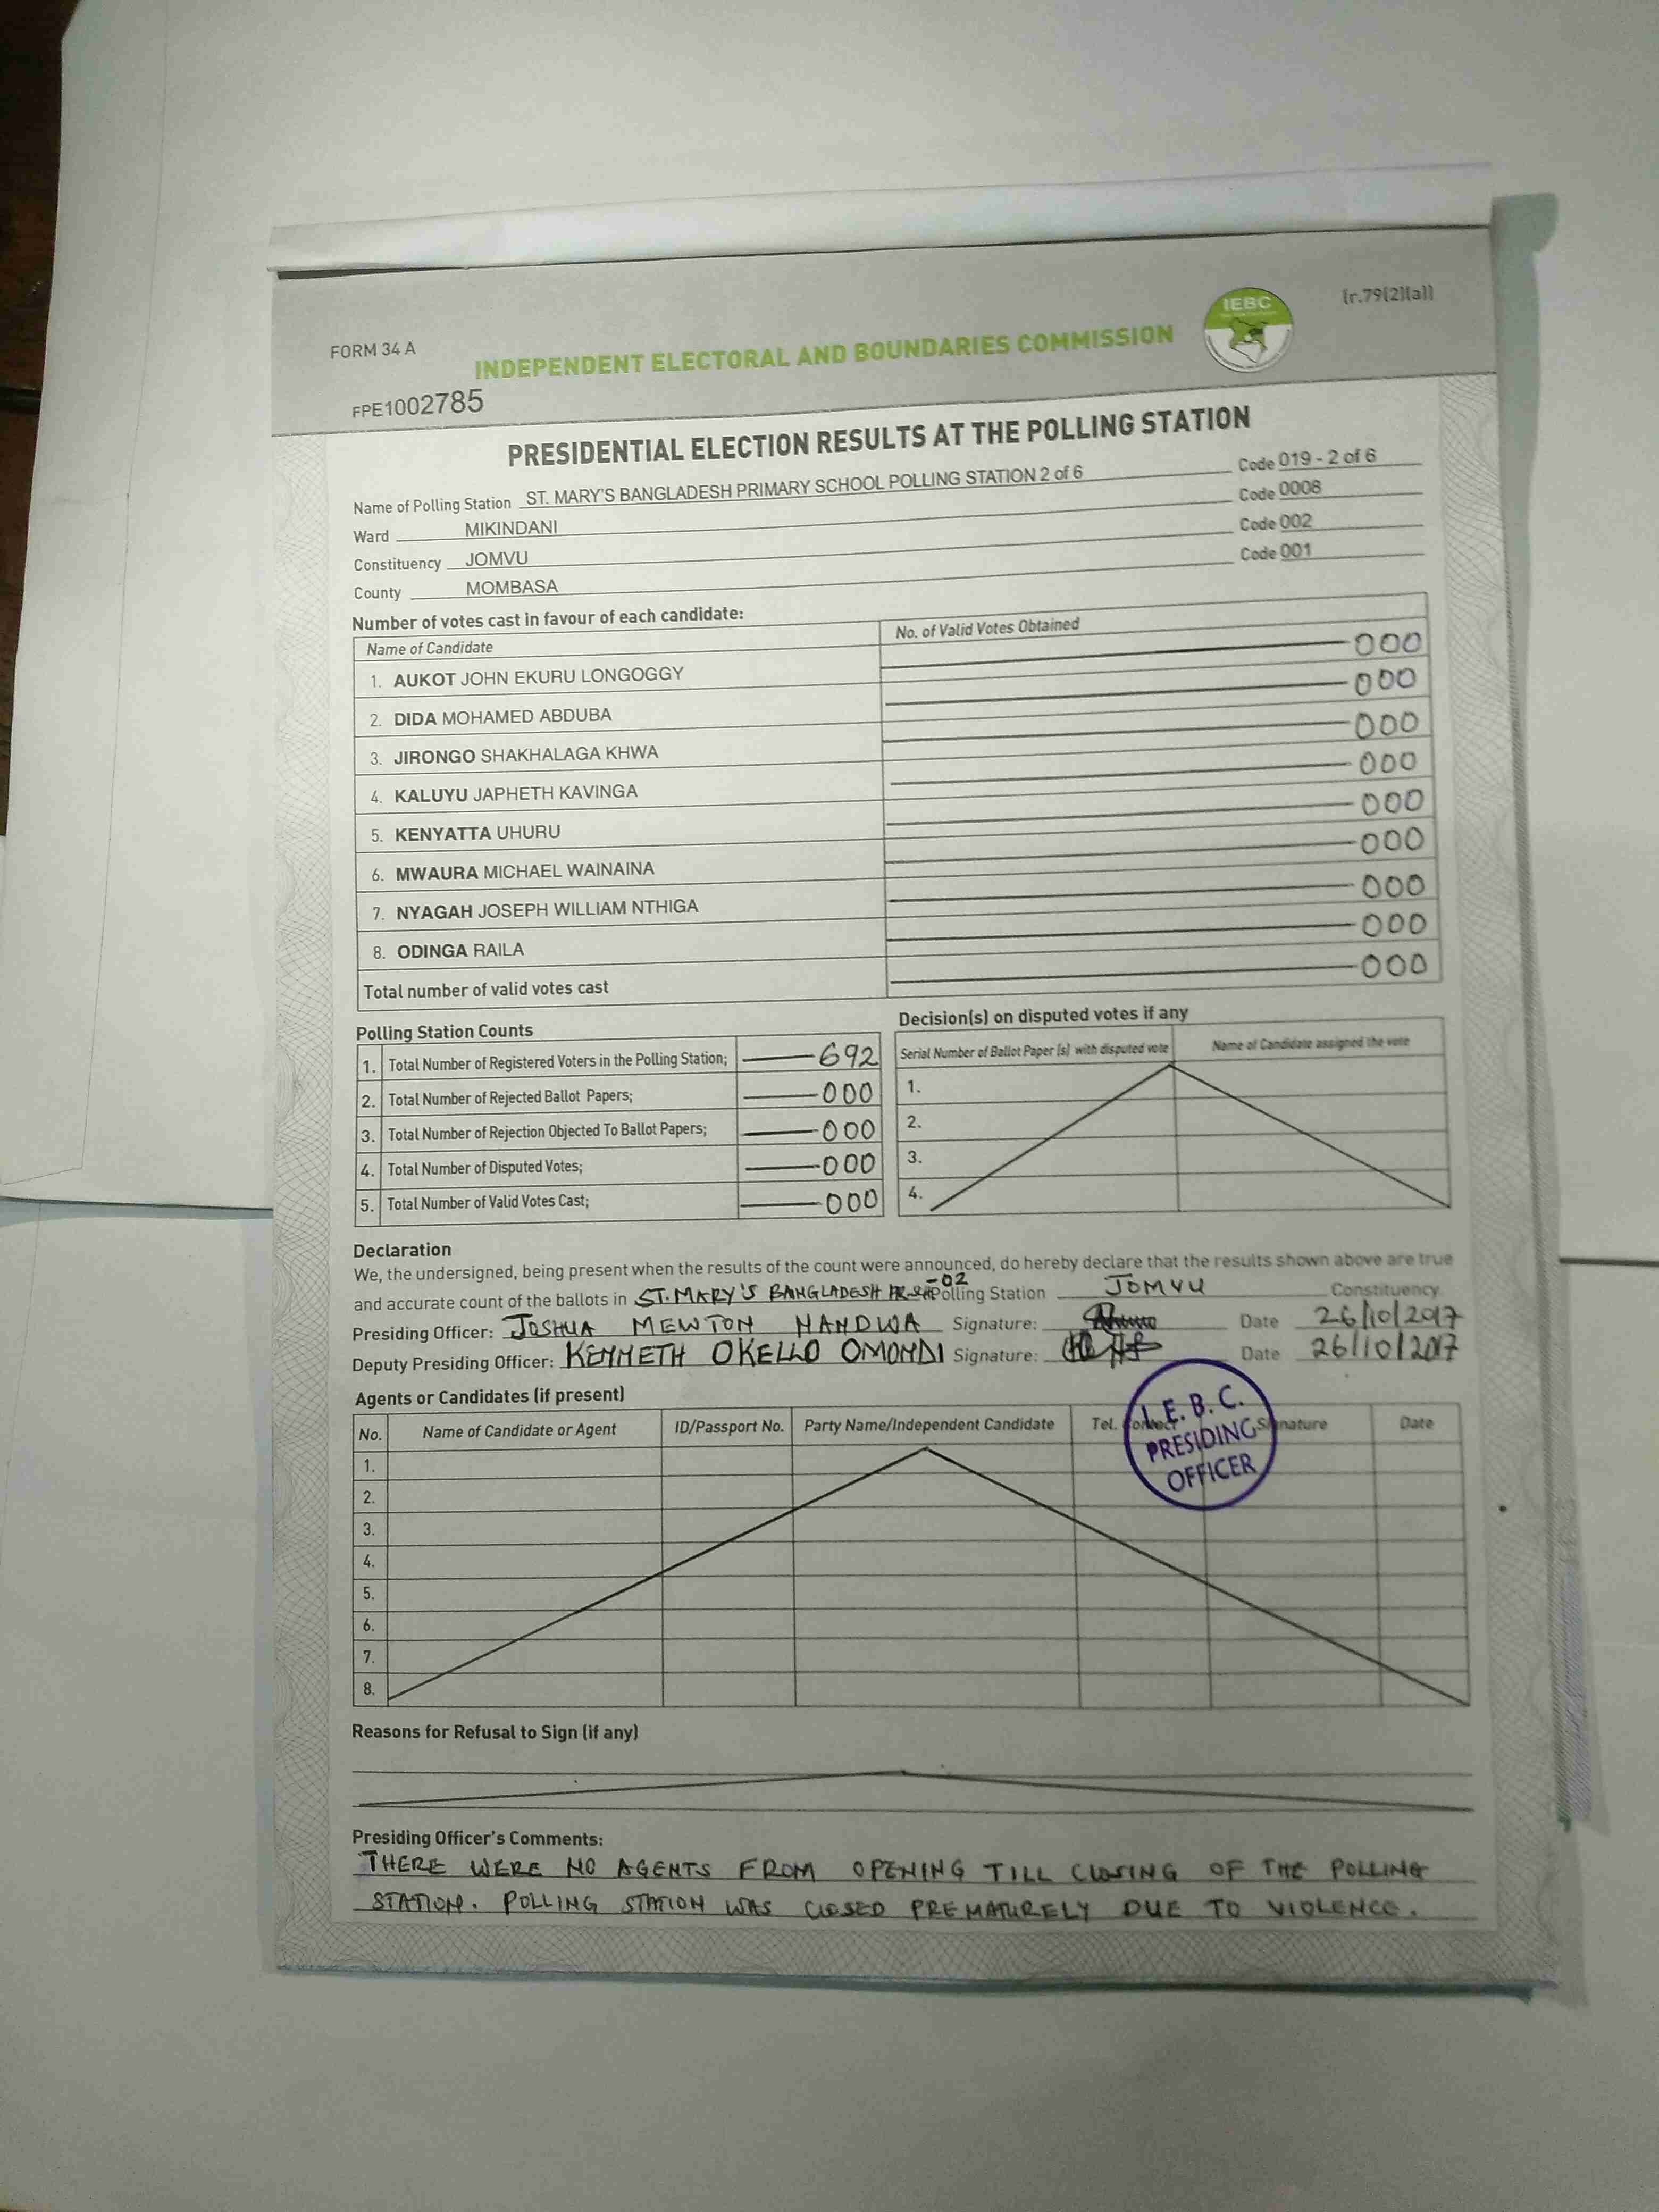 (r.79(2)(a))
IEBC
FORM 34 A
INDEPENDENT ELECTORAL AND BOUNDARIES COMMISSION
FPE1002785
PRESIDENTIAL ELECTION RESULTS AT THE POLLING STATION
Name of Polling Station ST. MARY'S BANGLADESH PRIMARY SCHOOL POLLING STATION 2 of 6 Code 019 - 2 of 6
Ward MIKINDANI Code 0008
Constituency JOMVU Code 002
County MOMBASA Code 001
Number of votes cast in favour of each candidate:
Name of Candidate No. of Valid Votes Obtained
1. AUKOT JOHN EKURU LONGOGGY 000
2. DIDA MOHAMED ABDUBA 000
3. JIRONGO SHAKHALAGA KHWA 000
4. KALUYU JAPHETH KAVINGA 000
5. KENYATTA UHURU 000
6. MWAURA MICHAEL WAINAINA 000
7. NYAGAH JOSEPH WILLIAM NTHIGA 000
8. ODINGA RAILA 000
Total number of valid votes cast 000
Polling Station Counts
1. Total Number of Registered Voters in the Polling Station; 692
2. Total Number of Rejected Ballot Papers; 000
3. Total Number of Rejection Objected To Ballot Papers; 000
4. Total Number of Disputed Votes; 000
5. Total Number of Valid Votes Cast; 000
Decision(s) on disputed votes if any
Serial Number of Ballot Paper (s) with disputed vote Name of Candidate assigned the vote
1.
2.
3.
4.
Declaration
We, the undersigned, being present when the results of the count were announced, do hereby declare that the results shown above are true
and accurate count of the ballots in ST. MARY'S BANGLADESH -02 Polling Station JOMVU Constituency
Presiding Officer: JOSHUA NEWTON NANDWA Signature: Date 26/10/2017
Deputy Presiding Officer: KENNETH OKELLO OMONDI Signature: Date 26/10/2017
Agents or Candidates (if present)
No. Name of Candidate or Agent ID/Passport No. Party Name/Independent Candidate Tel. Contact Signature Date
1.
2.
3.
4.
5.
6.
7.
8.
I.E.B.C.
PRESIDING
OFFICER
Reasons for Refusal to Sign (if any)
Presiding Officer's Comments:
THERE WERE NO AGENTS FROM OPENING TILL CLOSING OF THE POLLING
STATION. POLLING STATION WAS CLOSED PREMATURELY DUE TO VIOLENCE.